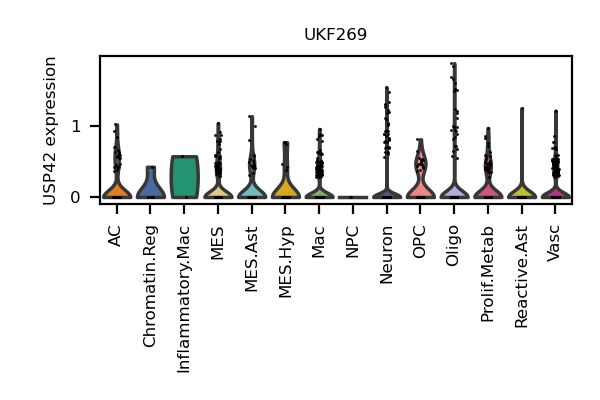 UKF269
USP42 expression
1
0
AC
Chromatin.Reg
Inflammatory.Mac
MES
MES.Ast
MES.Hyp
Mac
NPC
Neuron
OPC
Oligo
Prolif.Metab
Reactive.Ast
Vasc